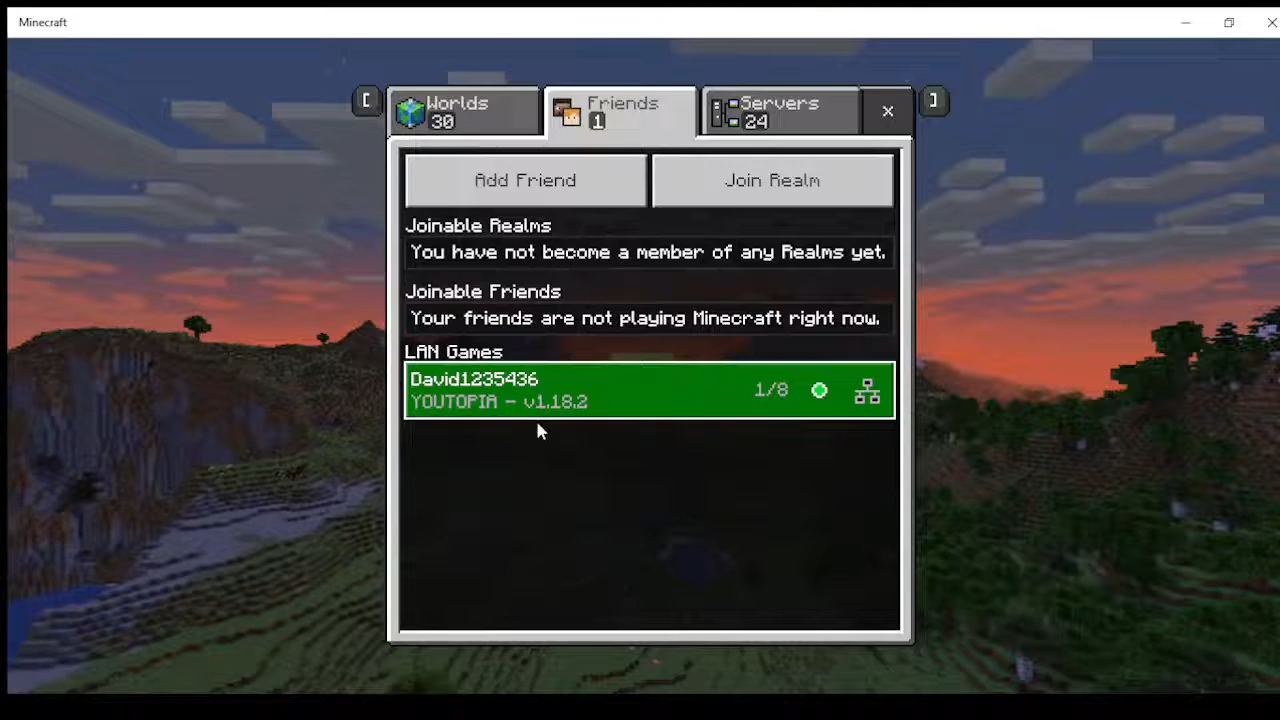 Minecraft
Worlds
30
Friends
1
Servers
24
Add Friend
Join Realm
Joinable Realms
You have not become a member of any Realms yet.
Joinable Friends
Your friends are not playing Minecraft right now.
LAN Games
David1235436
1/8
YOUTOPIA - v1.18.2